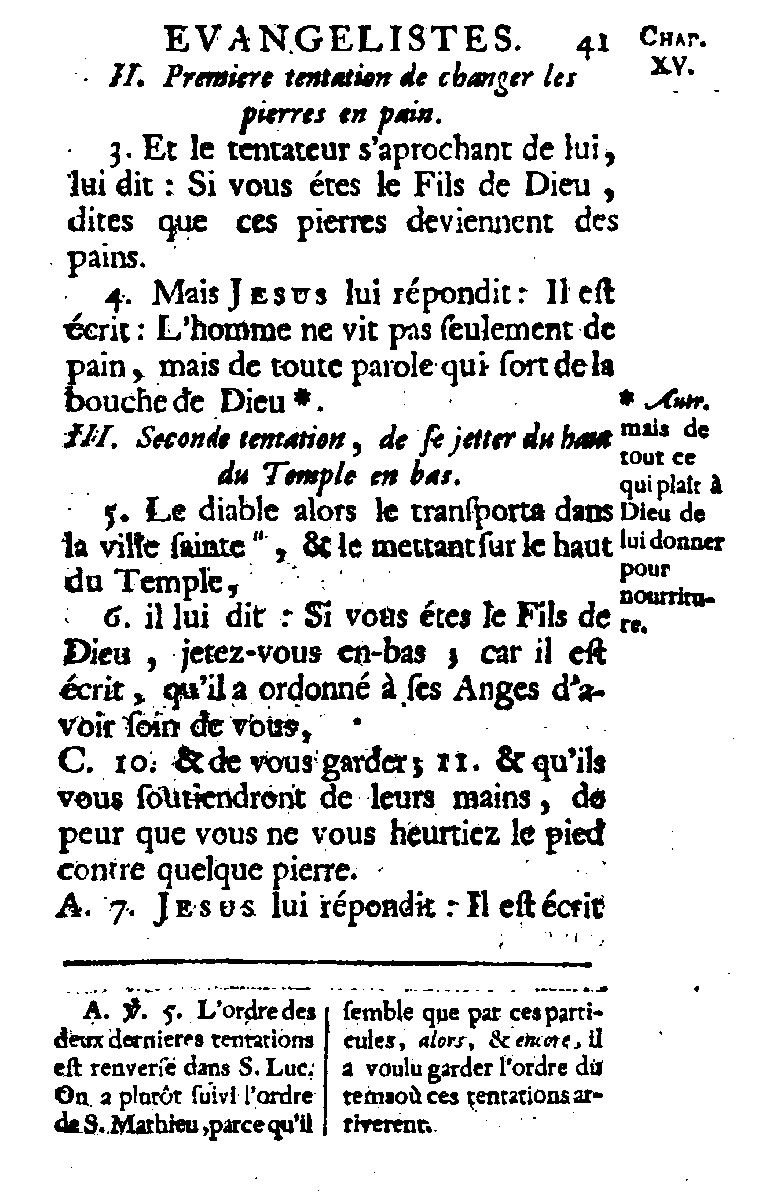 EVANGELISTES. 41
CHAP.
XV.
II. Premiere tentation de changer les
pierres en pain.
3. Et le tentateur s'aprochant de lui,
lui dit : Si vous étes le Fils de Dieu ,
dites que ces pierres deviennent des
pains.
4. Mais JESUS lui répondit : Il eſt
écrit : L'homme ne vit pas ſeulement de
pain, mais de toute parole qui ſort de la
bouche de Dieu *.
III. Seconde tentation, de ſe jetter du haut
du Temple en bas.
5. Le diable alors le tranſporta dans
la ville ſainte " , & le mettant ſur le haut
du Temple,
6. il lui dit : Si vous étes le Fils de
Dieu , jetez-vous en-bas ; car il eſt
écrit, qu'il a ordonné à ſes Anges d'a-
voir ſoin de vous,
C. 10. & de vous garder ; 11. & qu'ils
vous ſoutiendront de leurs mains , de
peur que vous ne vous heurtiez le pied
contre quelque pierre.
A. 7. JESUS lui répondit : Il eſt écrit
* Autr.
mais de
tout ce
qui plaît à
Dieu de
lui donner
pour
nourritu-
re.
A. ℣. 5. L'ordre des
deux dernieres tentations
eſt renverſé dans S. Luc.
On a plutôt ſuivi l'ordre
de S. Mathieu, parce qu'il
ſemble que par ces parti-
cules, alors, & encore, il
a voulu garder l'ordre du
tems où ces tentations ar-
riverent.